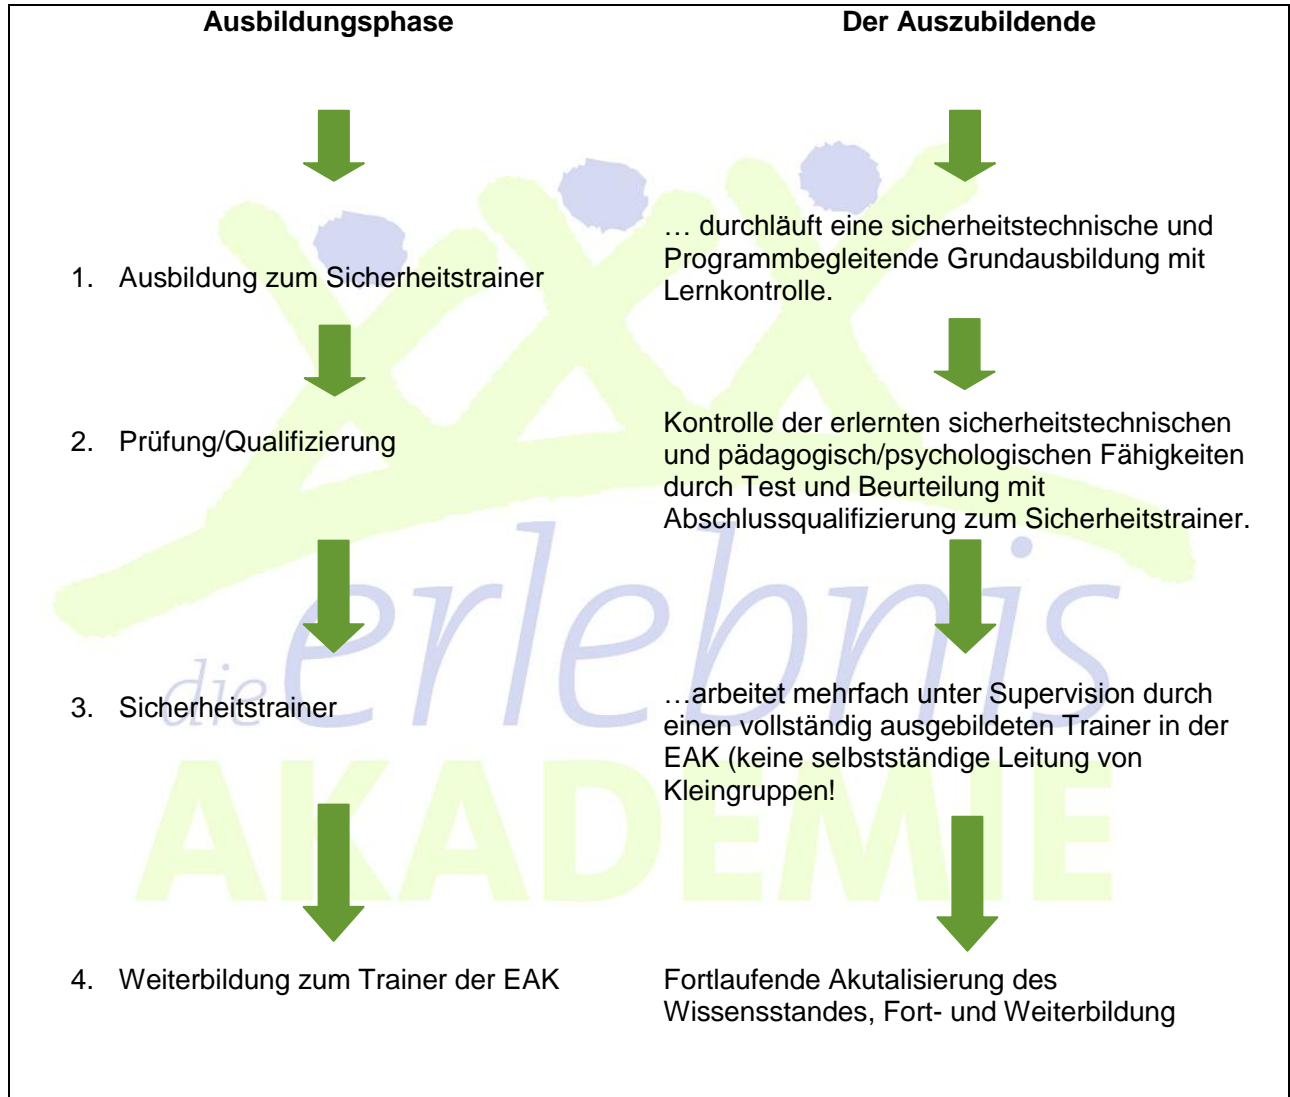 Ausbildungsphase
Der Auszubildende
1. Ausbildung zum Sicherheitstrainer
… durchläuft eine sicherheitstechnische und
Programmbegleitende Grundausbildung mit
Lernkontrolle.
2. Prüfung/Qualifizierung
Kontrolle der erlernten sicherheitstechnischen
und pädagogisch/psychologischen Fähigkeiten
durch Test und Beurteilung mit
Abschlussqualifizierung zum Sicherheitstrainer.
3. Sicherheitstrainer
…arbeitet mehrfach unter Supervision durch
einen vollständig ausgebildeten Trainer in der
EAK (keine selbstständige Leitung von
Kleingruppen!
4. Weiterbildung zum Trainer der EAK
Fortlaufende Akutalisierung des
Wissensstandes, Fort- und Weiterbildung
die erlebnis
AKADEMIE